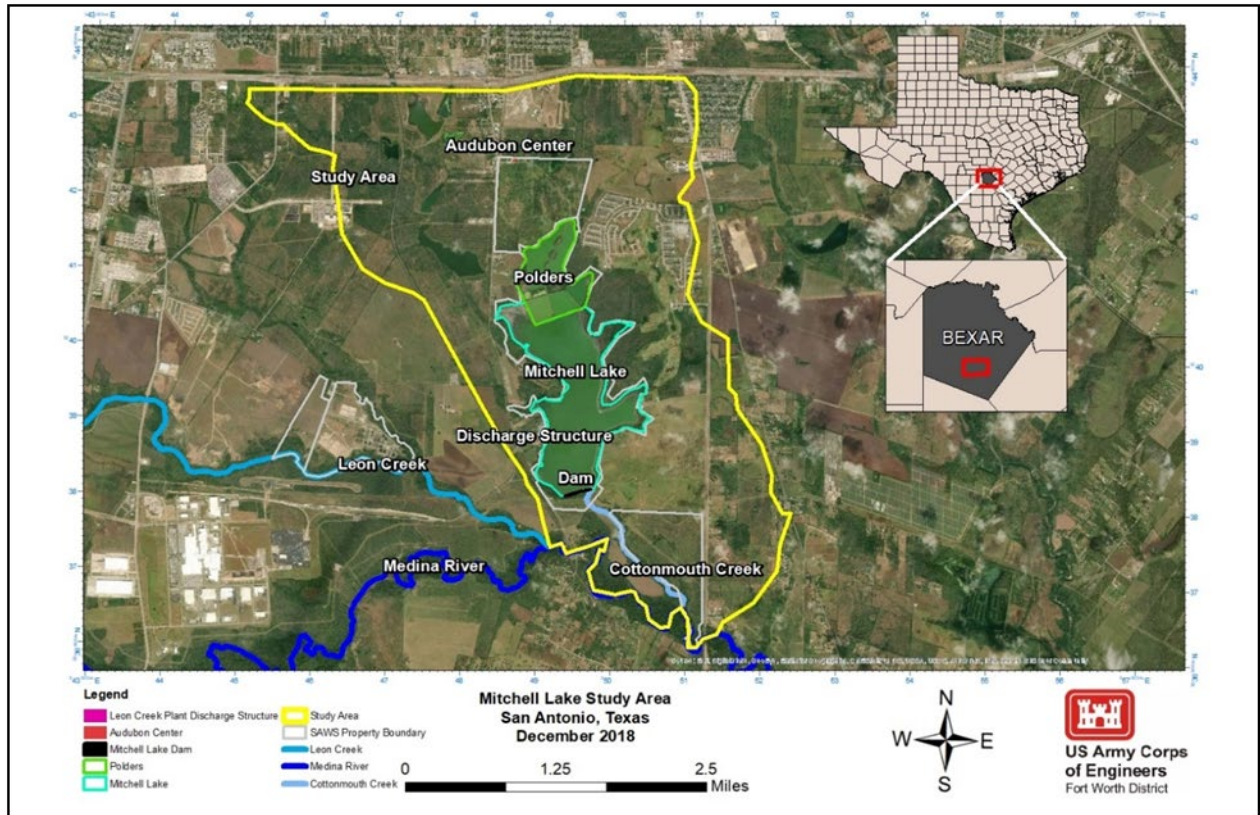 Audubon Center
Study Area
Polders
Mitchell Lake
Discharge Structure
Dam
Leon Creek
Medina River
Cottonmouth Creek
BEXAR
Legend
Leon Creek Plant Discharge Structure
Audubon Center
Mitchell Lake Dam
Polders
Mitchell Lake
Study Area
SAWS Property Boundary
Leon Creek
Medina River
Cottonmouth Creek
Mitchell Lake Study Area
San Antonio, Texas
December 2018
0 1.25 2.5
Miles
N
W E
S
US Army Corps
of Engineers
Fort Worth District